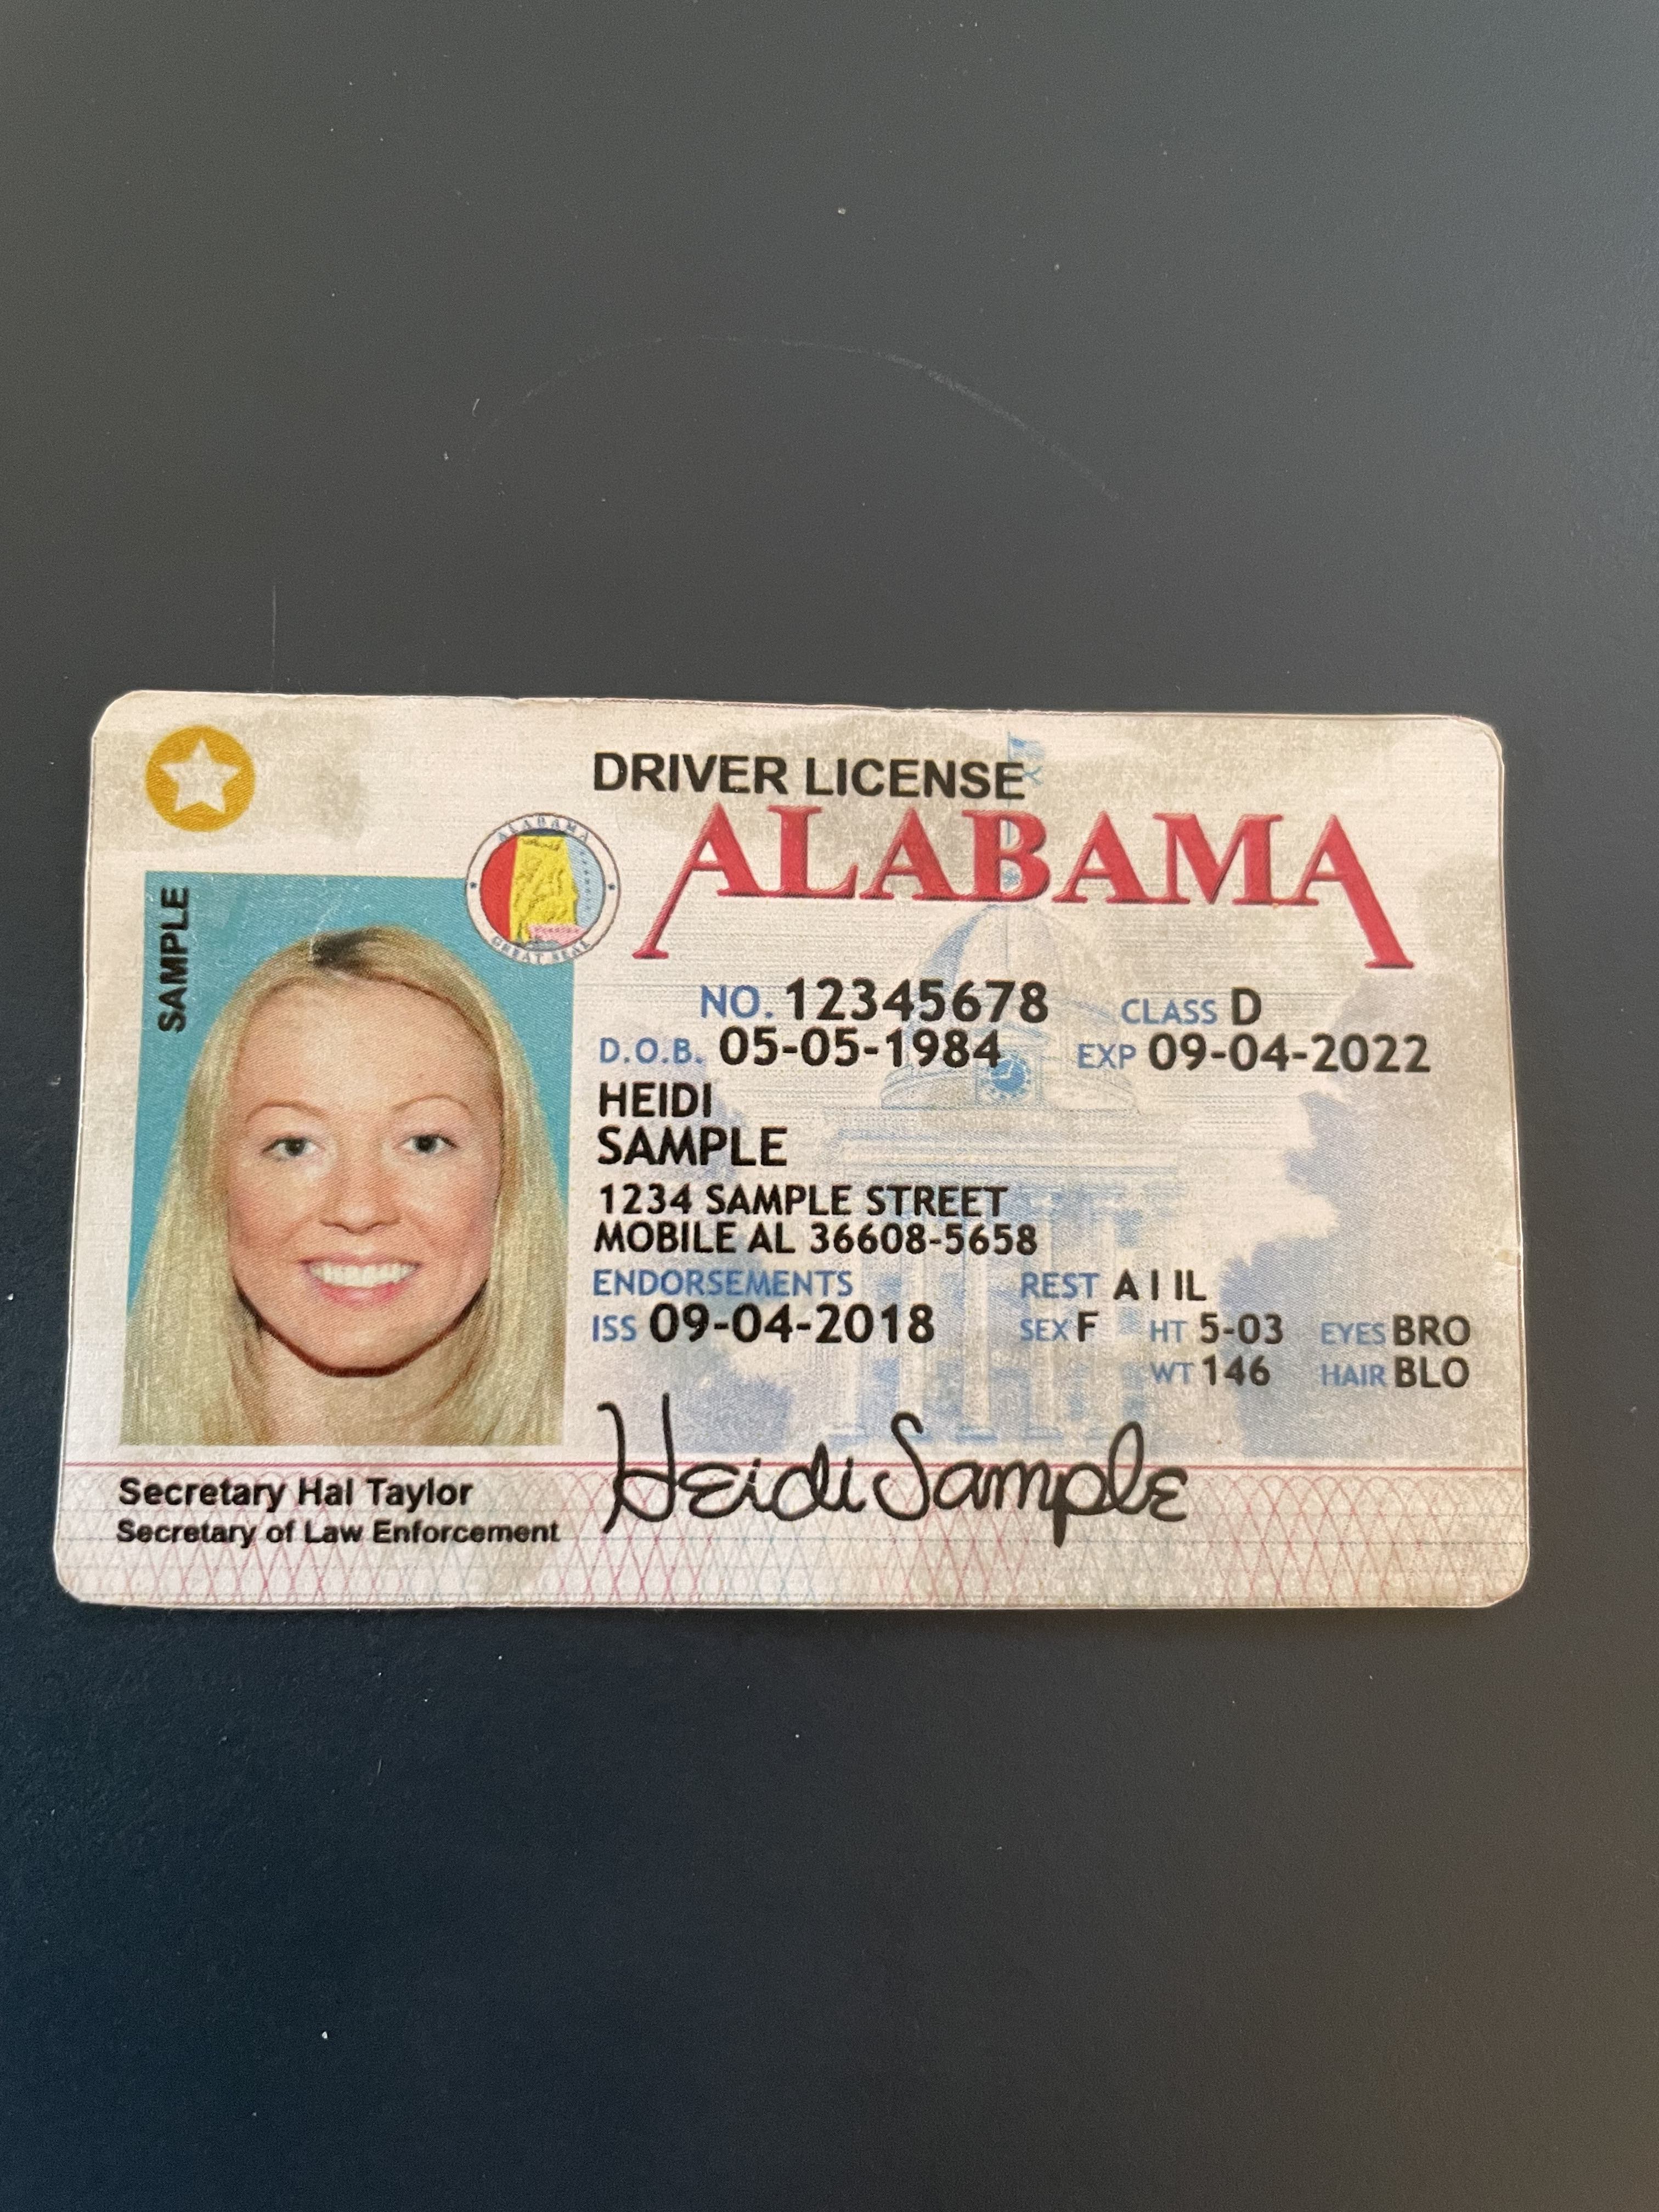 DRIVER LICENSE
ALABAMA
ALABAMA
GREAT SEAL
SAMPLE
NO. 12345678 CLASS D
D.O.B. 05-05-1984 EXP 09-04-2022
HEIDI
SAMPLE
1234 SAMPLE STREET
MOBILE AL 36608-5658
ENDORSEMENTS REST A I IL
ISS 09-04-2018 SEX F HT 5-03 EYES BRO
WT 146 HAIR BLO
Heidi Sample
Secretary Hal Taylor
Secretary of Law Enforcement